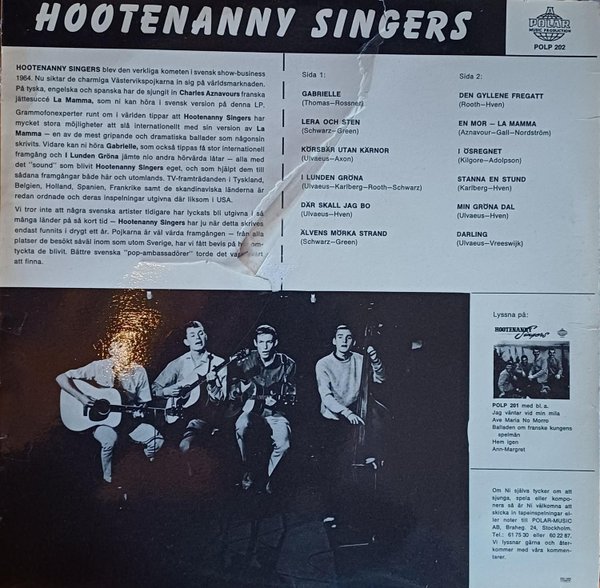 HOOTENANNY SINGERS
POLAR
MUSIC PRODUCTION
POLP 202
HOOTENANNY SINGERS blev den verkliga kometen i svensk show-business
1964. Nu siktar de charmiga Västervikspojkarna in sig på världsmarknaden.
På tyska, engelska och spanska har de sjungit in Charles Aznavours franska
jättesuccé La Mamma, som ni kan höra i svensk version på denna LP.
Grammofonexperter runt om i världen tippar att Hootenanny Singers har
mycket stora möjligheter att slå internationellt med sin version av La
Mamma — en av de mest gripande och dramatiska ballader som någonsin
skrivits. Vidare kan ni höra Gabrielle, som också tippas få stor internationell
framgång och I Lunden Gröna jämte nio andra hörvärda låtar — alla med
det "sound" som blivit Hootenanny Singers eget, och som hjälpt dem till
sådana framgångar både här och utomlands. TV-framträdanden i Tyskland,
Belgien, Holland, Spanien, Frankrike samt de skandinaviska länderna är
redan ordnade och deras inspelningar utgivna där liksom i USA.
Vi tror inte att några svenska artister tidigare har lyckats bli utgivna i så
många länder på så kort tid — Hootenanny Singers har ju när detta skrives
endast funnits i drygt ett år. Pojkarna är väl värda framgången — från alla
platser de besökt såväl inom som utom Sverige, har vi fått bevis på hur om-
tyckta de blivit. Bättre svenska "pop-ambassadörer" torde det vara svårt
att finna.
Side 1:
GABRIELLE
(Thomas—Rossner)
LERA OCH STEN
(Schwarz—Green)
KÖRSBÄR UTAN KÄRNOR
(Ulvaeus—Axon)
I LUNDEN GRÖNA
(Ulvaeus—Karlberg—Rooth—Schwarz)
DÄR SKALL JAG BO
(Ulvaeus—Hven)
ÄLVENS MÖRKA STRAND
(Schwarz—Green)
Side 2:
DEN GYLLENE FREGATT
(Rooth—Hven)
EN MOR — LA MAMMA
(Aznavour—Gall—Nordström)
I ÖSREGNET
(Kilgore—Adolpson)
STANNA EN STUND
(Karlberg—Hven)
MIN GRÖNA DAL
(Ulvaeus—Hven)
DARLING
(Ulvaeus—Vreeswijk)
Lyssna på:
HOOTENANNY
Singers
POLP 201 med bl. a.
Jag väntar vid min mila
Ave Maria No Morro
Balladen om franske kungens
spelmän
Hem igen
Ann-Margret
Om Ni själva tycker om att
sjunga, spela eller kompo-
nera så är Ni välkomna att
skicka in tapeinspelningar el-
ler noter till POLAR-MUSIC
AB, Braheg. 24, Stockholm.
Tel.: 61 75 30 eller 60 22 87.
Vi lyssnar gärna och åter-
kommer med våra kommen-
tarer.